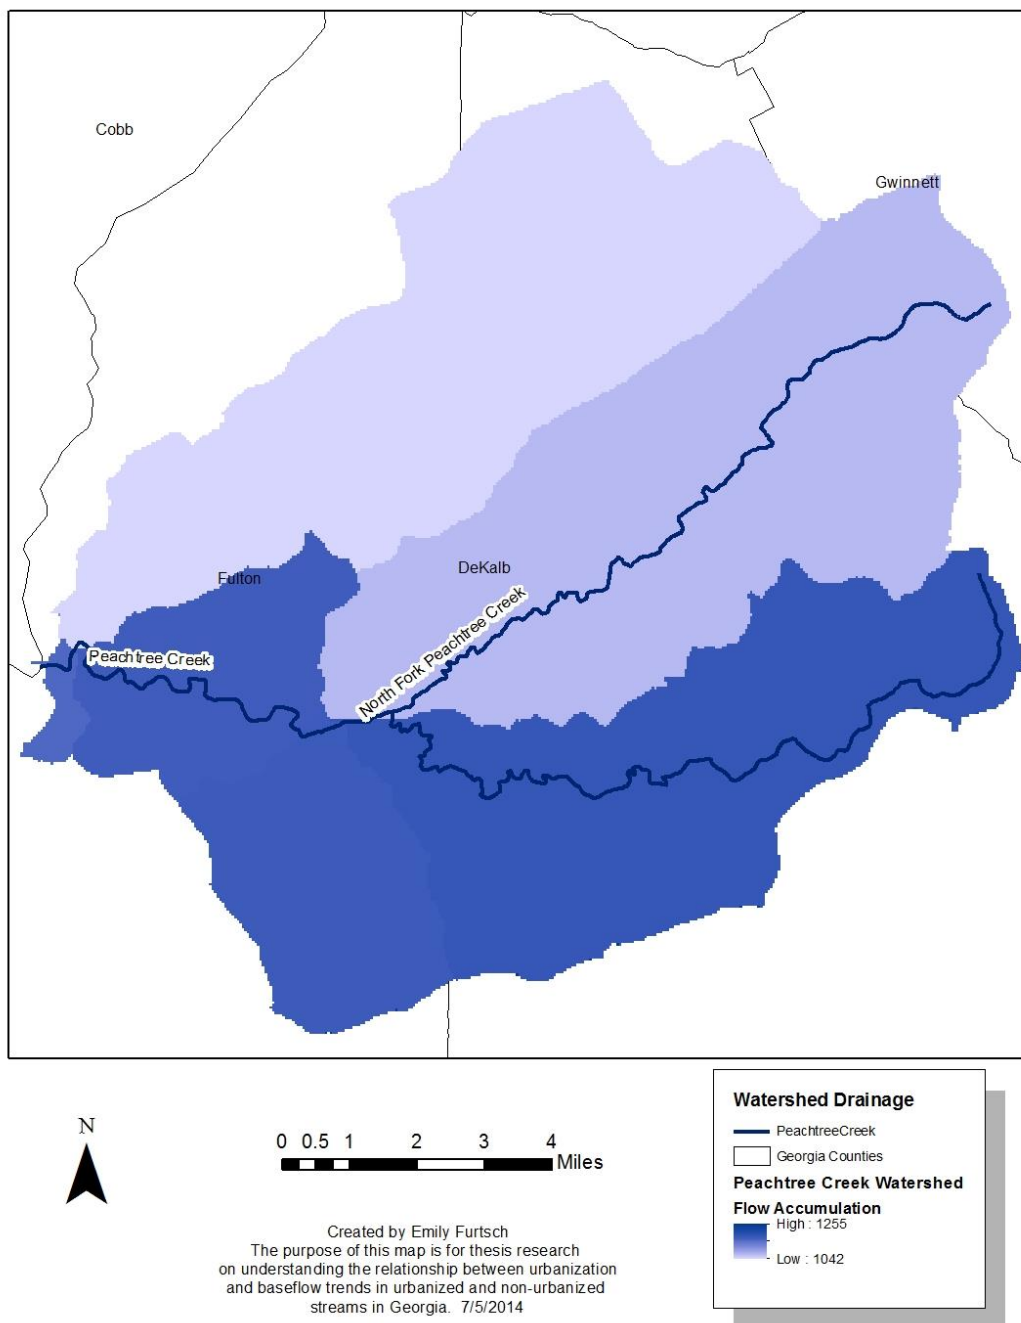 Cobb
Gwinnett
DeKalb
Fulton
North Fork Peachtree Creek
Peachtree Creek
N
0 0.5 1 2 3 4
Miles
Created by Emily Furtsch
The purpose of this map is for thesis research
on understanding the relationship between urbanization
and baseflow trends in urbanized and non-urbanized
streams in Georgia. 7/5/2014
Watershed Drainage
PeachtreeCreek
Georgia Counties
Peachtree Creek Watershed
Flow Accumulation
High : 1255
Low : 1042